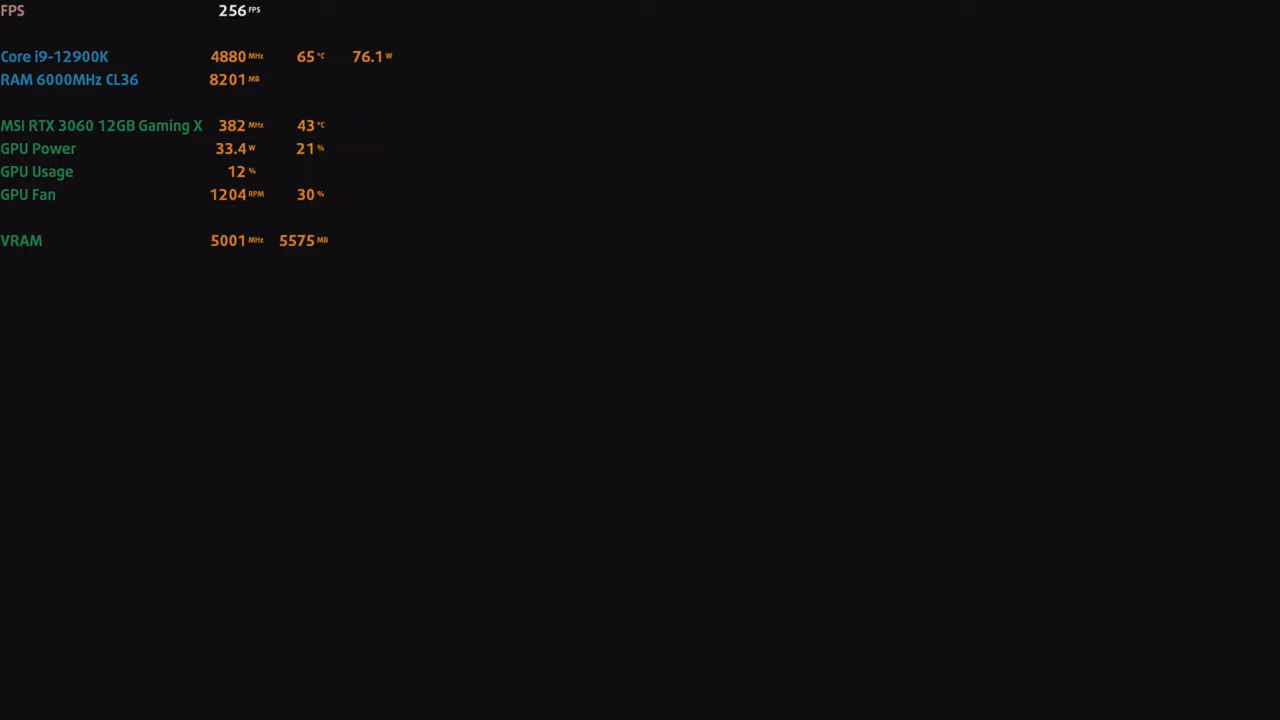 FPS 256 FPS
Core i9-12900K 4880 MHz 65 °C 76.1 W
RAM 6000MHz CL36 8201 MB
MSI RTX 3060 12GB Gaming X 382 MHz 43 °C
GPU Power 33.4 W 21 %
GPU Usage 12 %
GPU Fan 1204 RPM 30 %
VRAM 5001 MHz 5575 MB